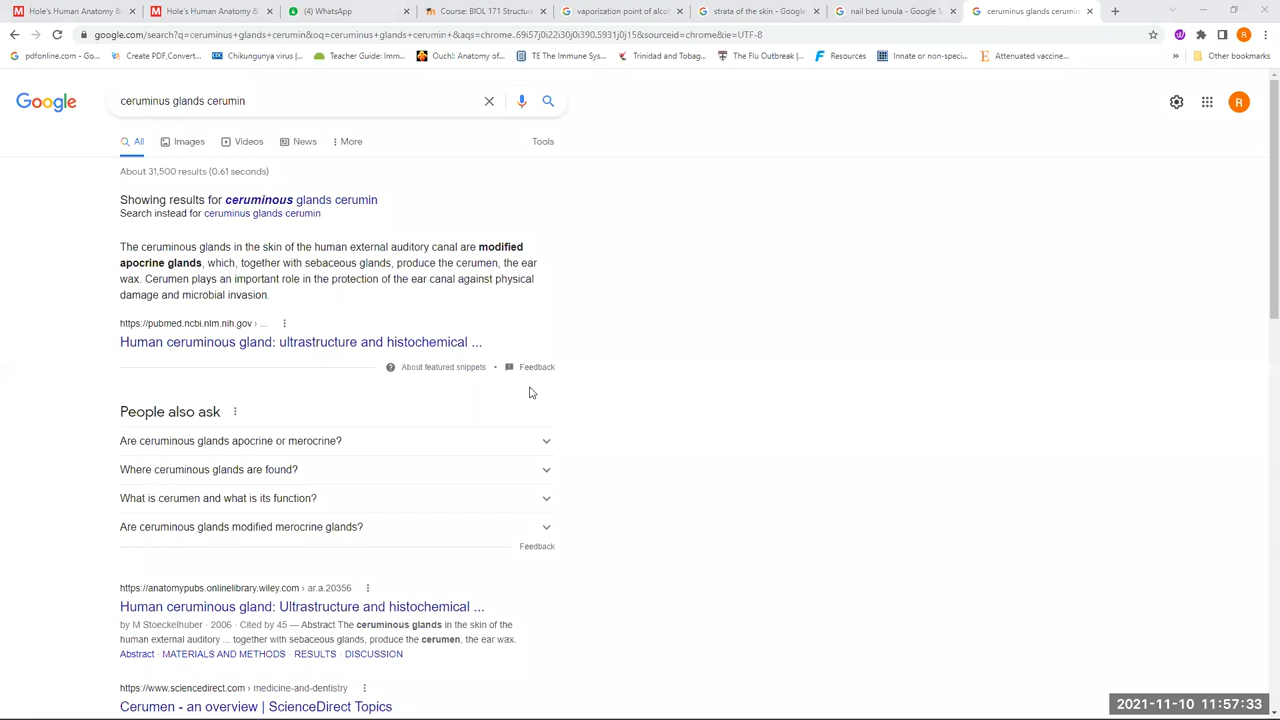 Hole's Human Anatomy &
Hole's Human Anatomy &
(4) WhatsApp
Course: BIOL 171 Structur
vaporization point of alcol
strata of the skin - Google
nail bed lunula - Google S
ceruminus glands cerumin
google.com/search?q=ceruminus+glands+cerumin&oq=ceruminus+glands+cerumin+&aqs=chrome..69i57j0i22i30j0i390.5931j0j15&sourceid=chrome&ie=UTF-8
R
pdfonline.com - Go...
Create PDF,Convert...
Chikungunya virus |...
Teacher Guide: Imm...
Ouch! Anatomy of...
TE The Immune Sys...
Trinidad and Tobag...
The Flu Outbreak |...
Resources
Innate or non-speci...
Attenuated vaccine...
»
Other bookmarks
Google
ceruminus glands cerumin
R
All
Images
Videos
News
More
Tools
About 31,500 results (0.61 seconds)
Showing results for ceruminous glands cerumin
Search instead for ceruminus glands cerumin
The ceruminous glands in the skin of the human external auditory canal are modified
apocrine glands, which, together with sebaceous glands, produce the cerumen, the ear
wax. Cerumen plays an important role in the protection of the ear canal against physical
damage and microbial invasion.
https://pubmed.ncbi.nlm.nih.gov › ...
Human ceruminous gland: ultrastructure and histochemical ...
About featured snippets • Feedback
People also ask
Are ceruminous glands apocrine or merocrine?
Where ceruminous glands are found?
What is cerumen and what is its function?
Are ceruminous glands modified merocrine glands?
Feedback
https://anatomypubs.onlinelibrary.wiley.com › ar.a.20356
Human ceruminous gland: Ultrastructure and histochemical ...
by M Stoeckelhuber · 2006 · Cited by 45 — Abstract The ceruminous glands in the skin of the
human external auditory ... together with sebaceous glands, produce the cerumen, the ear wax.
Abstract · MATERIALS AND METHODS · RESULTS · DISCUSSION
https://www.sciencedirect.com › medicine-and-dentistry
Cerumen - an overview | ScienceDirect Topics
2021-11-10 11:57:33